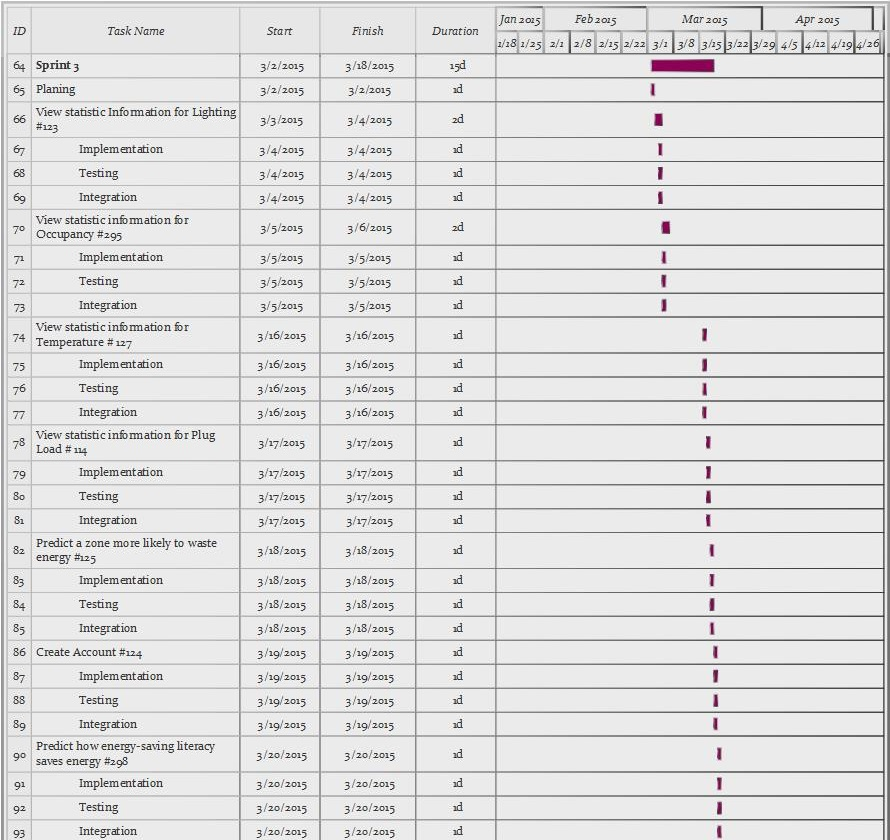 ID Task Name Start Finish Duration Jan 2015 Feb 2015 Mar 2015 Apr 2015
1/18 1/25 2/1 2/8 2/15 2/22 3/1 3/8 3/15 3/22 3/29 4/5 4/12 4/19 4/26
64 Sprint 3 3/2/2015 3/18/2015 15d
65 Planing 3/2/2015 3/2/2015 1d
66 View statistic Information for Lighting 3/3/2015 3/4/2015 2d
#123
67 Implementation 3/4/2015 3/4/2015 1d
68 Testing 3/4/2015 3/4/2015 1d
69 Integration 3/4/2015 3/4/2015 1d
70 View statistic information for 3/5/2015 3/6/2015 2d
Occupancy #295
71 Implementation 3/5/2015 3/5/2015 1d
72 Testing 3/5/2015 3/5/2015 1d
73 Integration 3/5/2015 3/5/2015 1d
74 View statistic information for 3/16/2015 3/16/2015 1d
Temperature # 127
75 Implementation 3/16/2015 3/16/2015 1d
76 Testing 3/16/2015 3/16/2015 1d
77 Integration 3/16/2015 3/16/2015 1d
78 View statistic information for Plug 3/17/2015 3/17/2015 1d
Load # 114
79 Implementation 3/17/2015 3/17/2015 1d
80 Testing 3/17/2015 3/17/2015 1d
81 Integration 3/17/2015 3/17/2015 1d
82 Predict a zone more likely to waste 3/18/2015 3/18/2015 1d
energy #125
83 Implementation 3/18/2015 3/18/2015 1d
84 Testing 3/18/2015 3/18/2015 1d
85 Integration 3/18/2015 3/18/2015 1d
86 Create Account #124 3/19/2015 3/19/2015 1d
87 Implementation 3/19/2015 3/19/2015 1d
88 Testing 3/19/2015 3/19/2015 1d
89 Integration 3/19/2015 3/19/2015 1d
90 Predict how energy-saving literacy 3/20/2015 3/20/2015 1d
saves energy #298
91 Implementation 3/20/2015 3/20/2015 1d
92 Testing 3/20/2015 3/20/2015 1d
93 Integration 3/20/2015 3/20/2015 1d